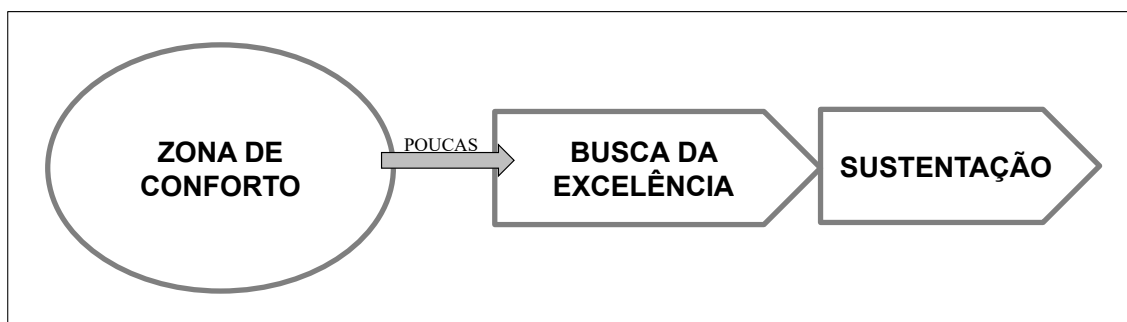 ZONA DE
CONFORTO
POUCAS
BUSCA DA
EXCELÊNCIA
SUSTENTAÇÃO